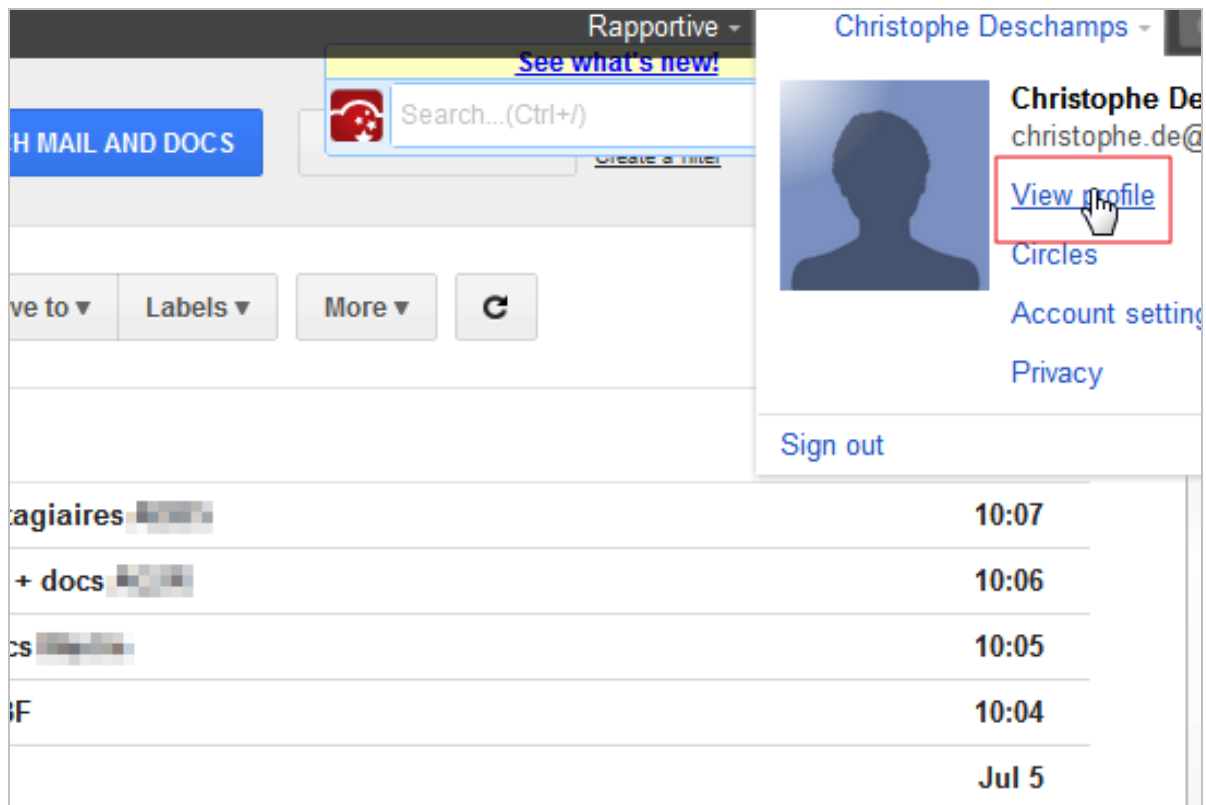 Rapportive
Christophe Deschamps
See what's new!
Search...(Ctrl+/)
H MAIL AND DOCS
Create a filter
Christophe De
christophe.de@
View profile
Circles
Account setting
Privacy
Sign out
ve to
Labels
More
tagiaires
10:07
+ docs
10:06
cs
10:05
BF
10:04
Jul 5